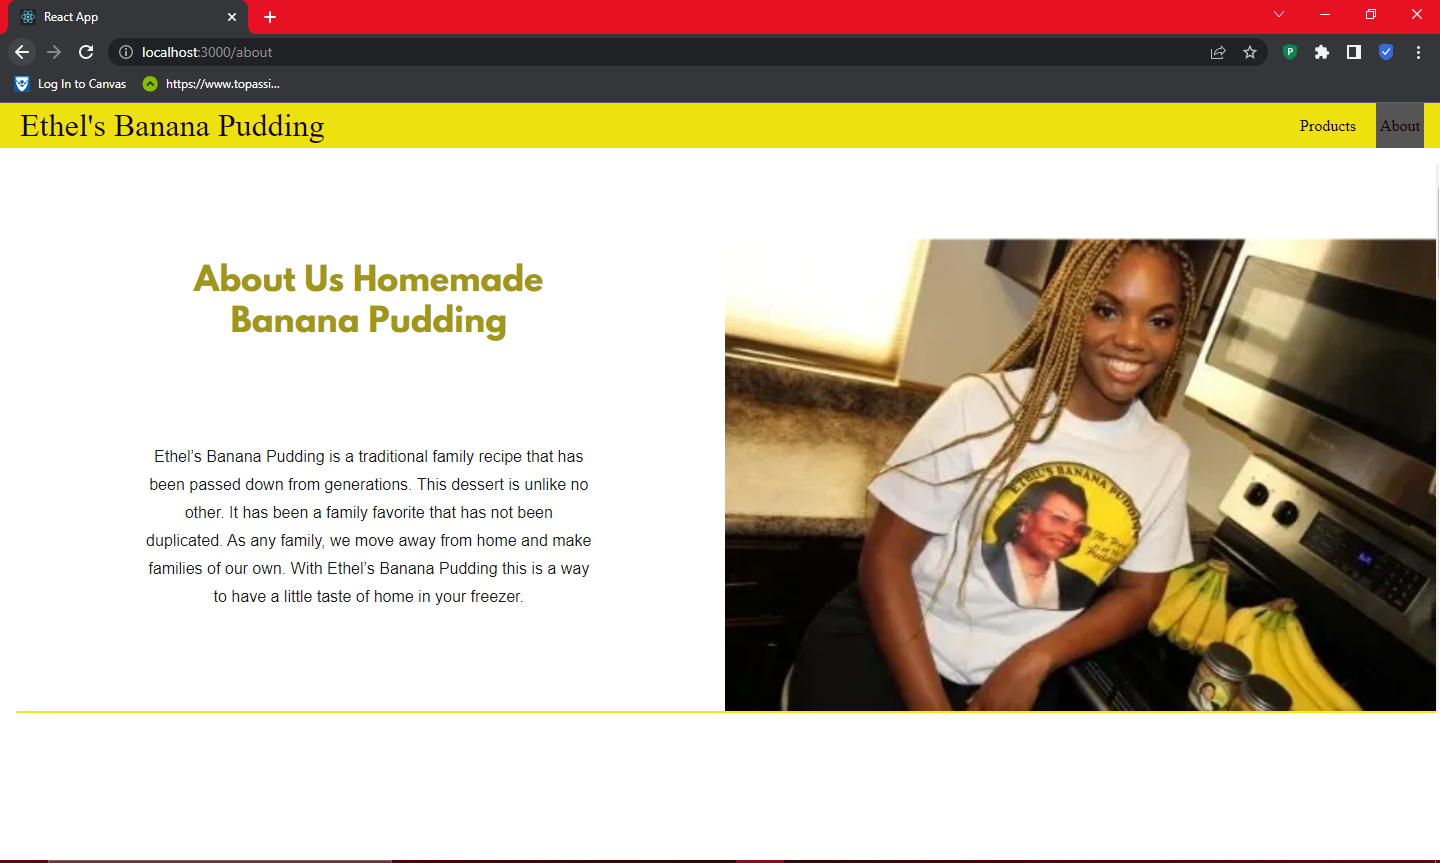 React App
localhost:3000/about
Log In to Canvas
https://www.topassi...
Ethel's Banana Pudding
Products
About
About Us Homemade
Banana Pudding
Ethel’s Banana Pudding is a traditional family recipe that has
been passed down from generations. This dessert is unlike no
other. It has been a family favorite that has not been
duplicated. As any family, we move away from home and make
families of our own. With Ethel’s Banana Pudding this is a way
to have a little taste of home in your freezer.
ETHEL'S BANANA PUDDING